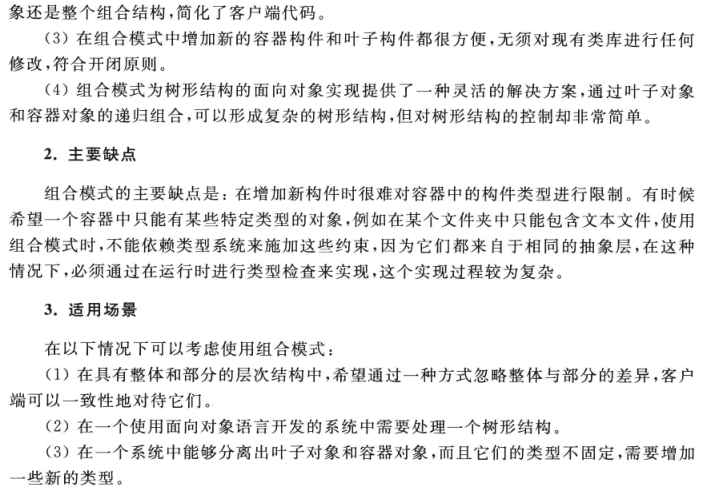 象还是整个组合结构,简化了客户端代码。
(3) 在组合模式中增加新的容器构件和叶子构件都很方便,无须对现有类库进行任何
修改,符合开闭原则。
(4) 组合模式为树形结构的面向对象实现提供了一种灵活的解决方案,通过叶子对象
和容器对象的递归组合,可以形成复杂的树形结构,但对树形结构的控制却非常简单。
2. 主要缺点
组合模式的主要缺点是: 在增加新构件时很难对容器中的构件类型进行限制。有时候
希望一个容器中只能有某些特定类型的对象,例如在某个文件夹中只能包含文本文件,使用
组合模式时,不能依赖类型系统来施加这些约束,因为它们都来自于相同的抽象层,在这种
情况下,必须通过在运行时进行类型检查来实现,这个实现过程较为复杂。
3. 适用场景
在以下情况下可以考虑使用组合模式:
(1) 在具有整体和部分的层次结构中,希望通过一种方式忽略整体与部分的差异,客户
端可以一致性地对待它们。
(2) 在一个使用面向对象语言开发的系统中需要处理一个树形结构。
(3) 在一个系统中能够分离出叶子对象和容器对象,而且它们的类型不固定,需要增加
一些新的类型。